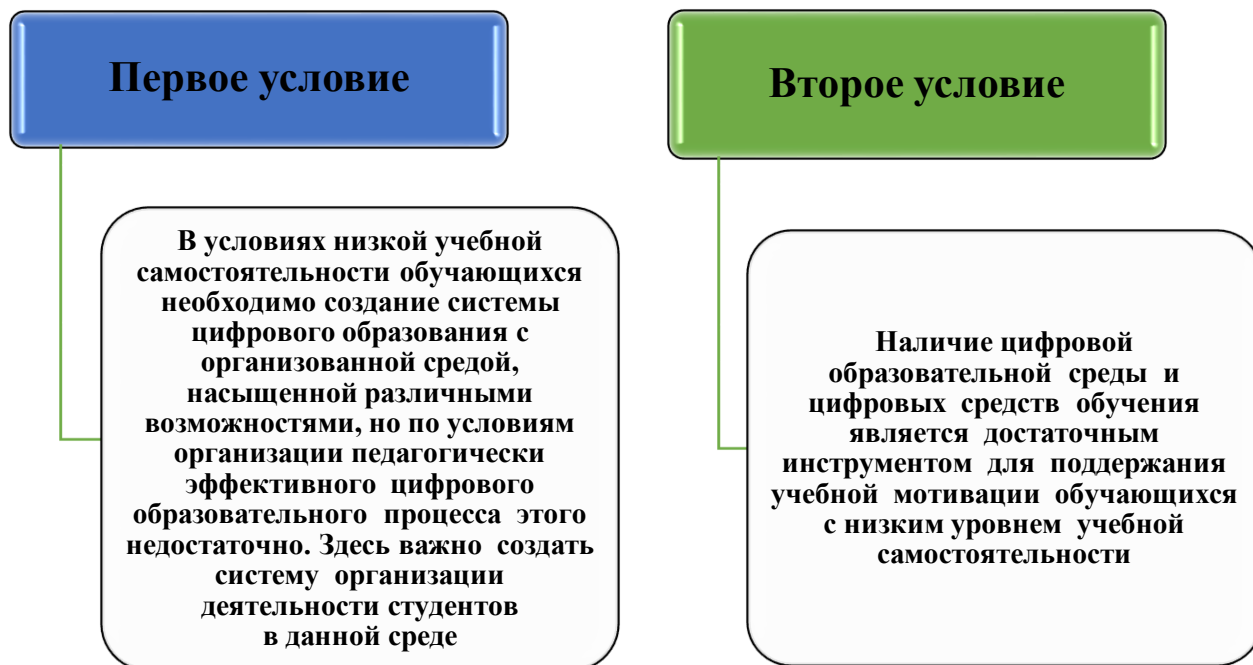 Первое условие
В условиях низкой учебной
самостоятельности обучающихся
необходимо создание системы
цифрового образования с
организованной средой,
насыщенной различными
возможностями, но по условиям
организации педагогически
эффективного цифрового
образовательного процесса этого
недостаточно. Здесь важно создать
систему организации
деятельности студентов
в данной среде
Второе условие
Наличие цифровой
образовательной среды и
цифровых средств обучения
является достаточным
инструментом для поддержания
учебной мотивации обучающихся
с низким уровнем учебной
самостоятельности